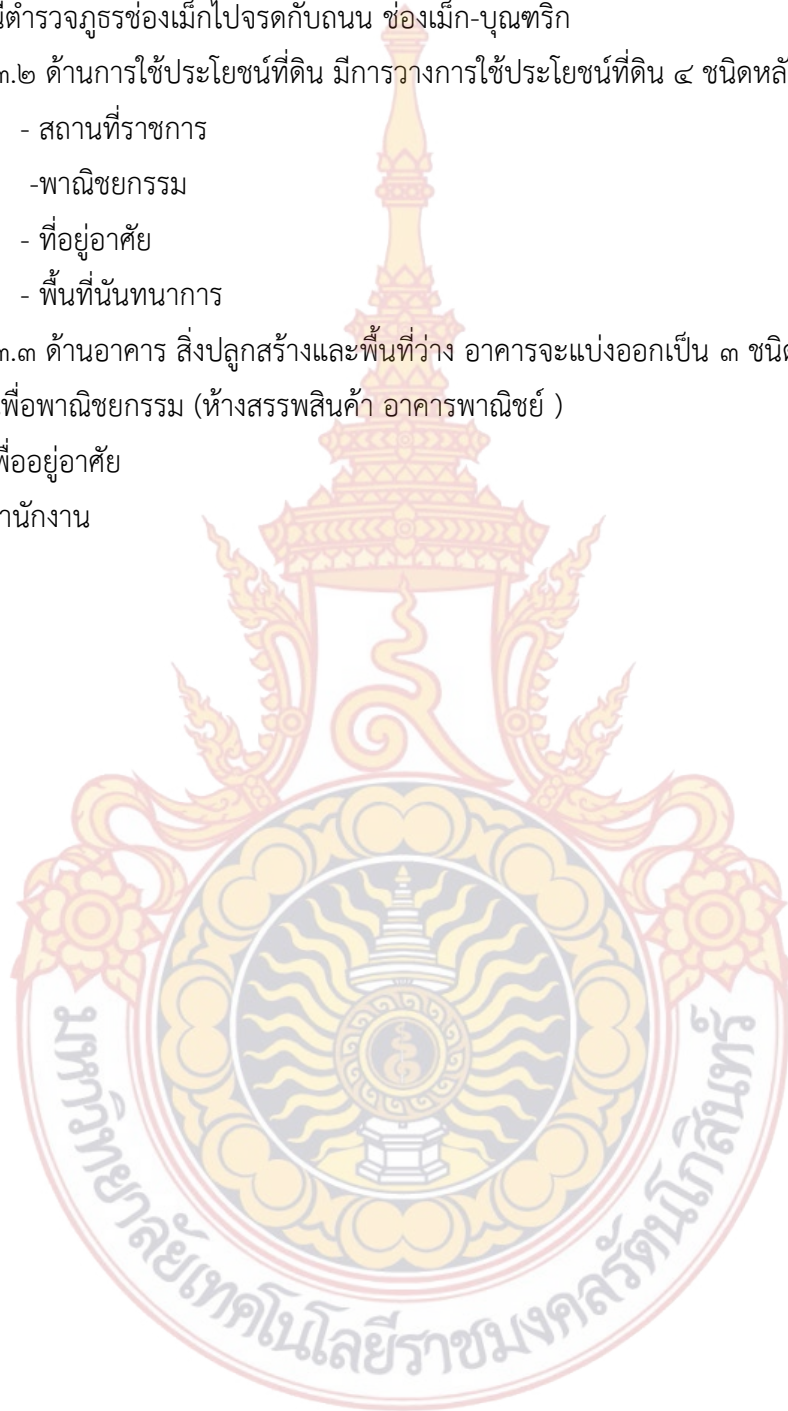 นีตำรวจภูธรช่องเม็กไปจรดกับถนน ช่องเม็ก-บุณฑริก
๓.๒ ด้านการใช้ประโยชน์ที่ดิน มีการวางการใช้ประโยชน์ที่ดิน ๔ ชนิดหลั
- สถานที่ราชการ
-พาณิชยกรรม
- ที่อยู่อาศัย
- พื้นที่นันทนาการ
๓.๓ ด้านอาคาร สิ่งปลูกสร้างและพื้นที่ว่าง อาคารจะแบ่งออกเป็น ๓ ชนิด
พื่อพาณิชยกรรม (ห้างสรรพสินค้า อาคารพาณิชย์ )
พื่ออยู่อาศัย
านักงาน
มหาวิทยาลัยเทคโนโลยีราชมงคลรัตนโกสินทร์